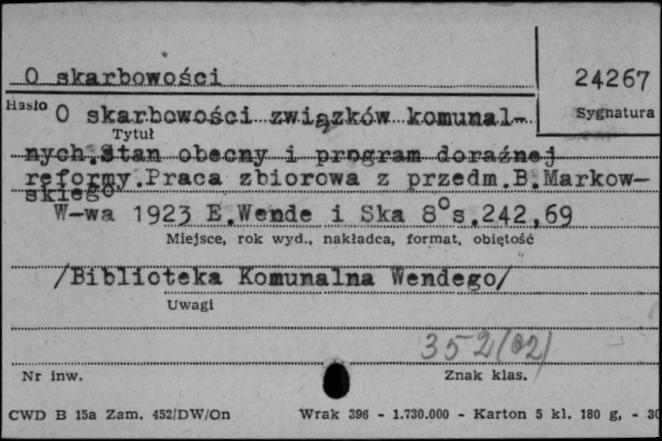 O skarbowości
24267
Hasło
Sygnatura
O skarbowości związków komunal-
Tytuł
nych.Stan obecny i program doraźnej
reformy.Praca zbiorowa z przedm.B.Markow-
skiego
W-wa 1923 E.Wende i Ska 8°s.242,69
Miejsce, rok wyd., nakładca, format, objętość
/Biblioteka Komunalna Wendego/
Uwagi
352(02)
Nr inw.
Znak klas.
CWD B 15a Zam. 452/DW/On Wrak 396 - 1.730.000 - Karton 5 kl. 180 g, - 30